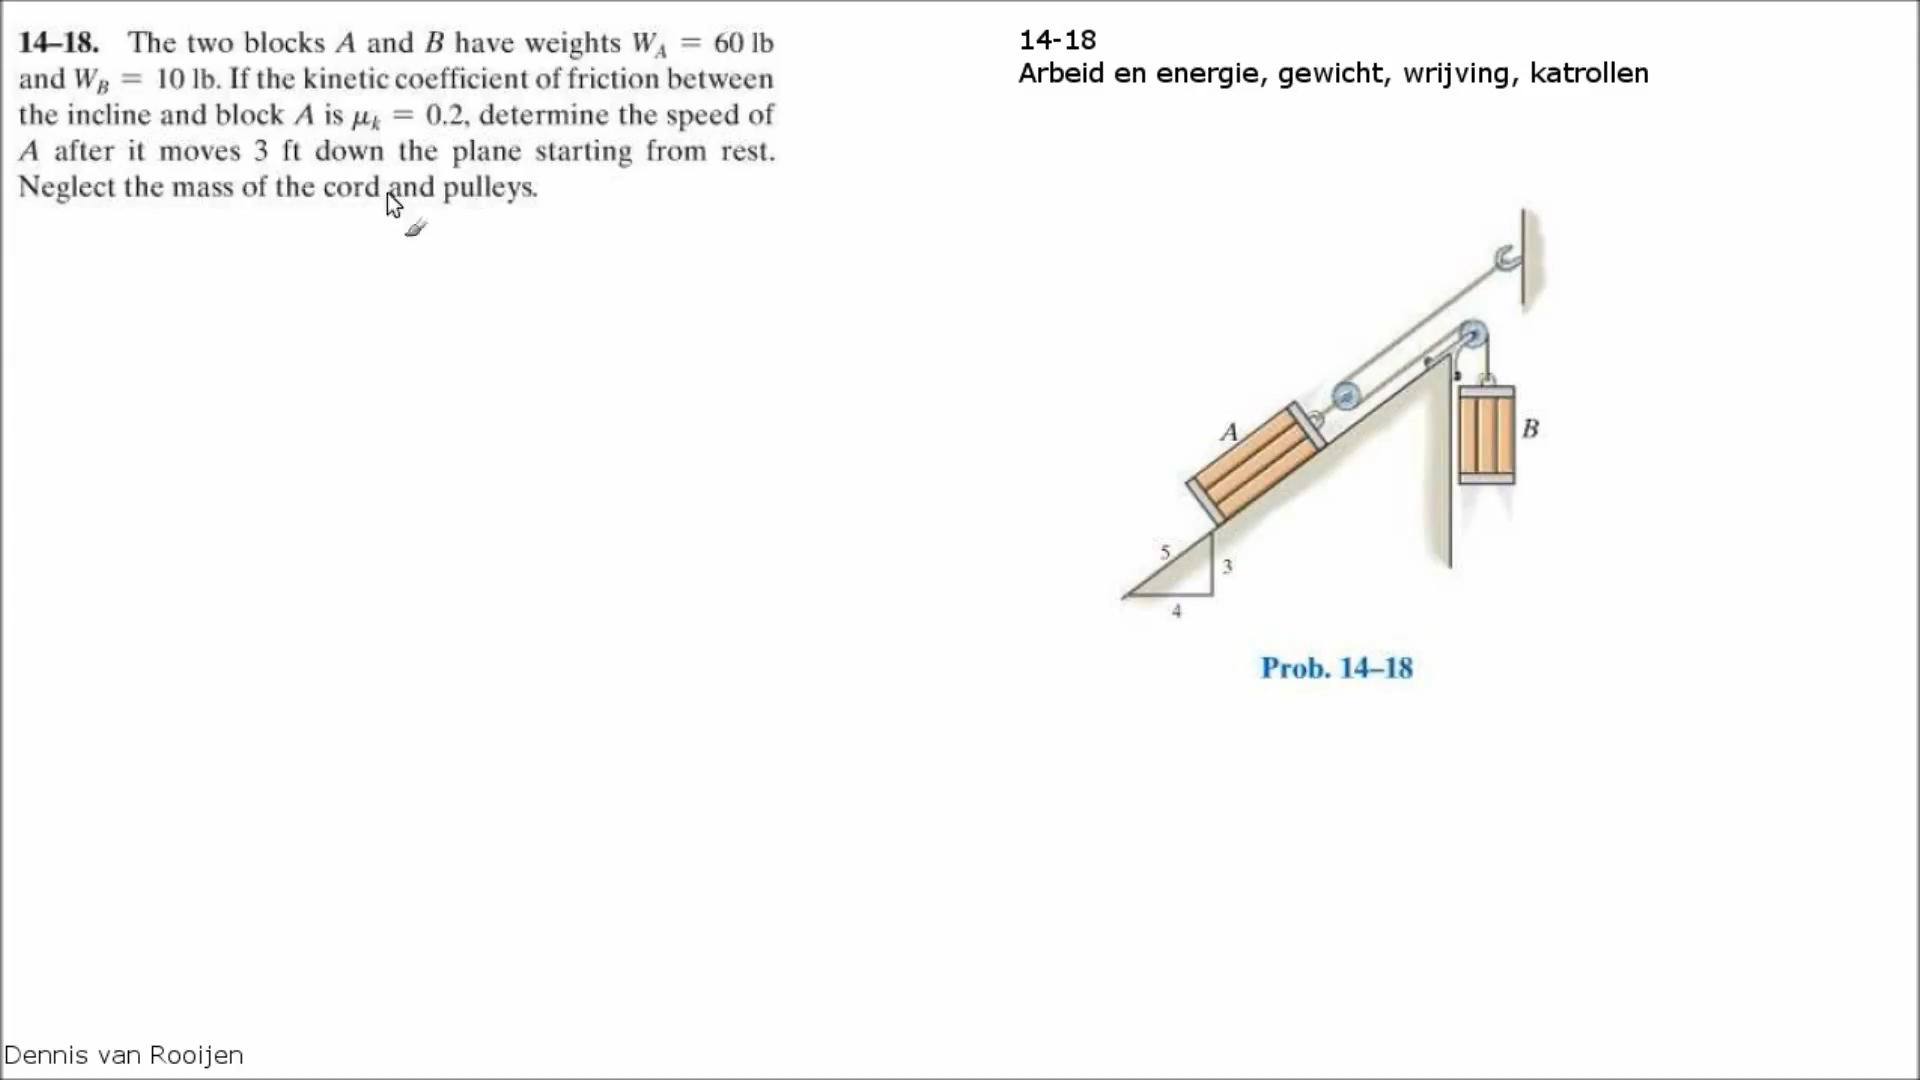 14–18. The two blocks A and B have weights W_A = 60 lb
and W_B = 10 lb. If the kinetic coefficient of friction between
the incline and block A is μ_k = 0.2, determine the speed of
A after it moves 3 ft down the plane starting from rest.
Neglect the mass of the cord and pulleys.
14-18
Arbeid en energie, gewicht, wrijving, katrollen
A
B
5
3
4
Prob. 14–18
Dennis van Rooijen